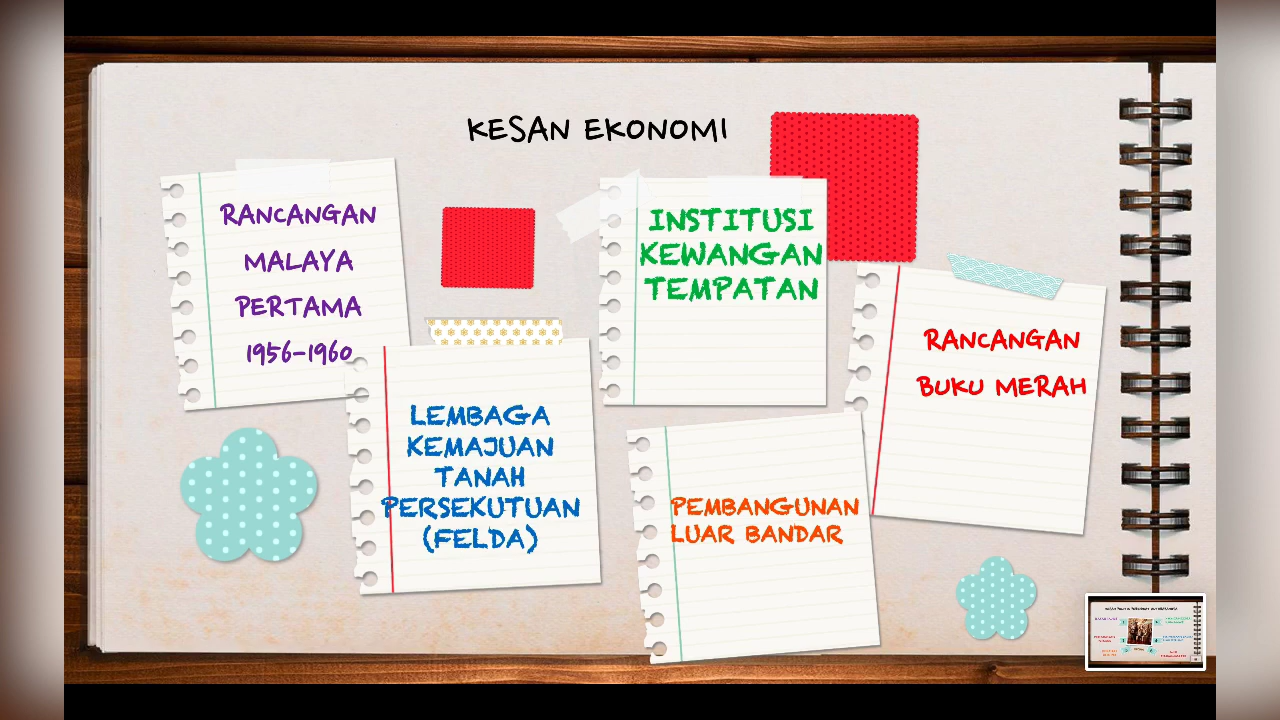 KESAN EKONOMI
RANCANGAN
MALAYA
PERTAMA
1956-1960
LEMBAGA
KEMAJUAN
TANAH
PERSEKUTUAN
(FELDA)
INSTITUSI
KEWANGAN
TEMPATAN
PEMBANGUNAN
LUAR BANDAR
RANCANGAN
BUKU MERAH